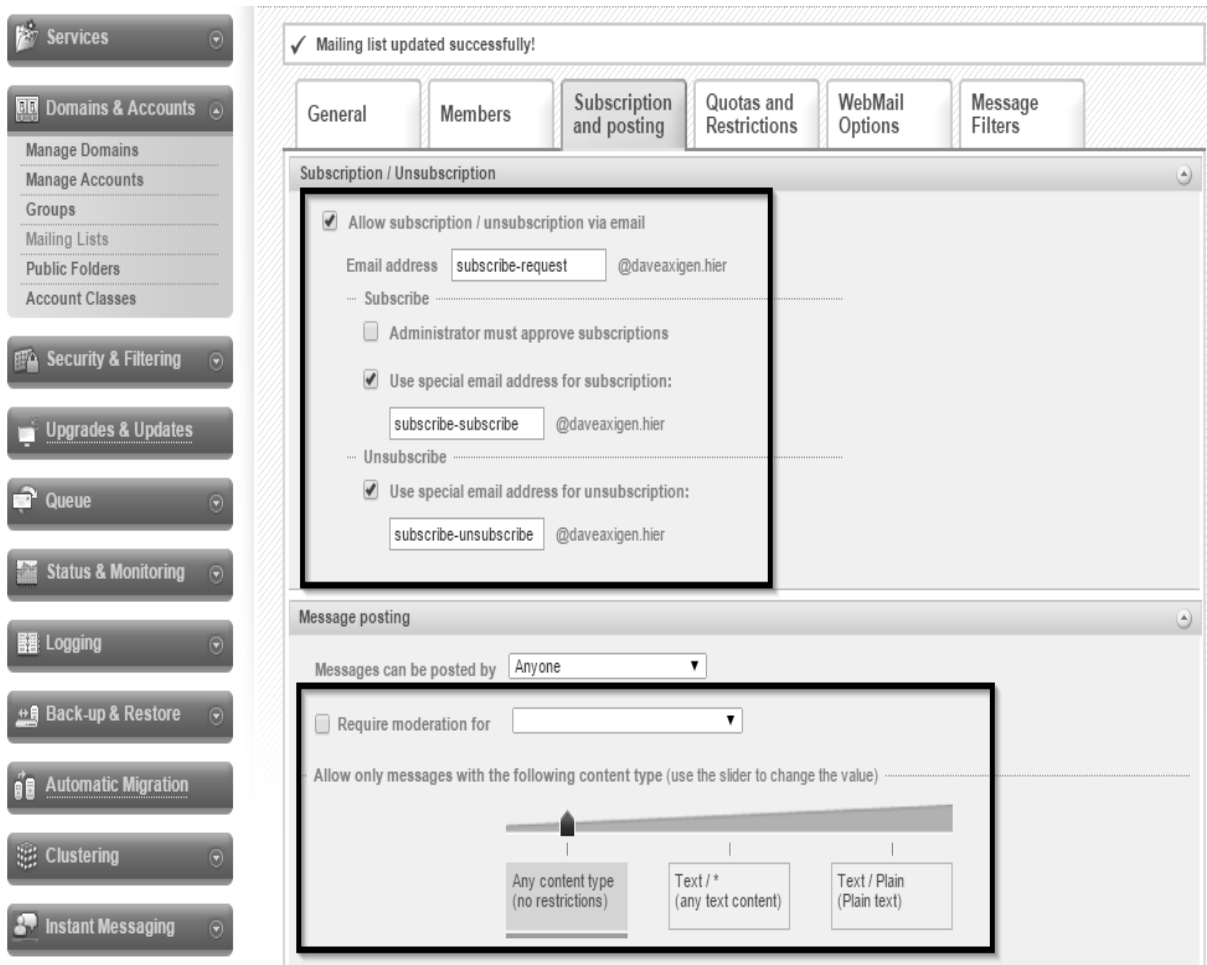 Services
Domains & Accounts
Manage Domains
Manage Accounts
Groups
Mailing Lists
Public Folders
Account Classes
Security & Filtering
Upgrades & Updates
Queue
Status & Monitoring
Logging
Back-up & Restore
Automatic Migration
Clustering
Instant Messaging
Mailing list updated successfully!
General
Members
Subscription
and posting
Quotas and
Restrictions
WebMail
Options
Message
Filters
Subscription / Unsubscription
Allow subscription / unsubscription via email
Email address subscribe-request @daveaxigen.hier
Subscribe
Administrator must approve subscriptions
Use special email address for subscription:
subscribe-subscribe @daveaxigen.hier
Unsubscribe
Use special email address for unsubscription:
subscribe-unsubscribe @daveaxigen.hier
Message posting
Messages can be posted by Anyone
Require moderation for
Allow only messages with the following content type (use the slider to change the value)
Any content type
(no restrictions)
Text / *
(any text content)
Text / Plain
(Plain text)